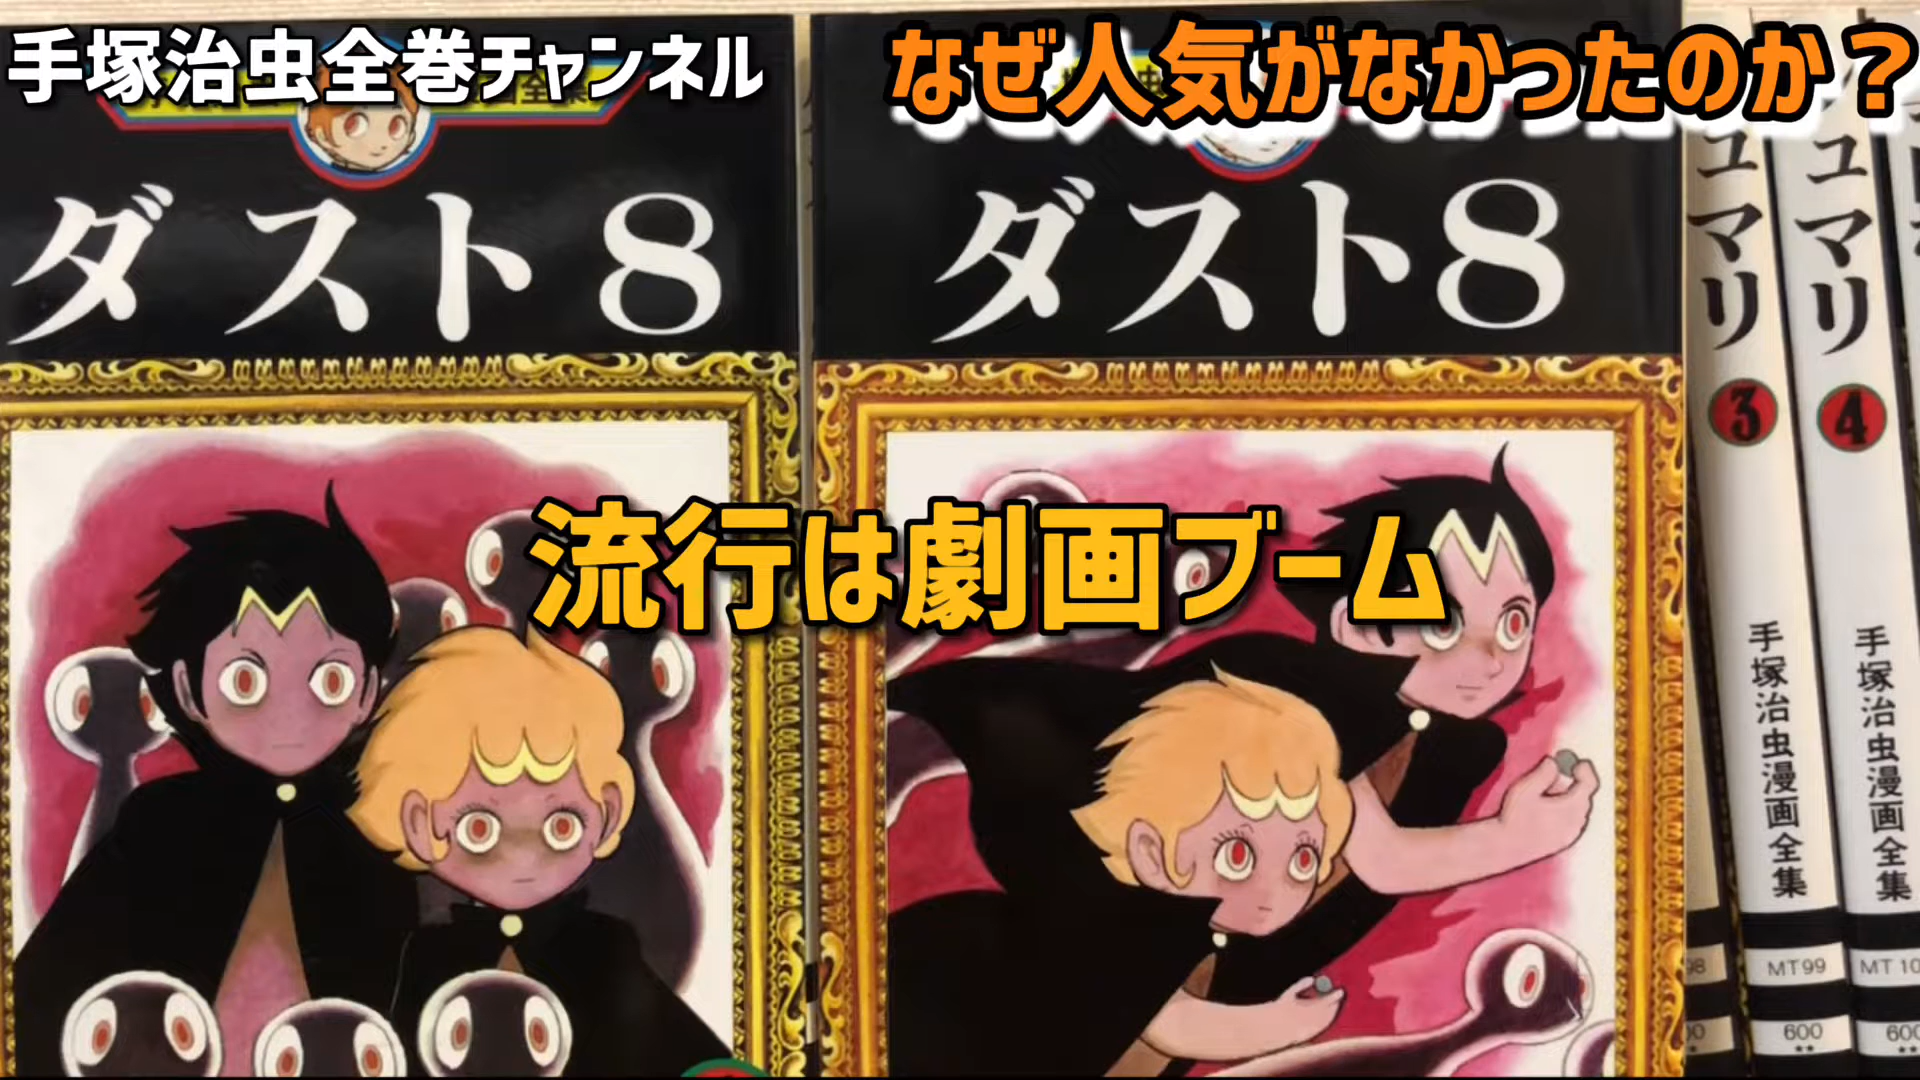 手塚治虫全巻チャンネル
なぜ人気がなかったのか？
ダスト8
ダスト8
流行は劇画ブーム
ユマリ
3
手塚治虫漫画全集
MT99
600
ユマリ
4
手塚治虫漫画全集
MT10
600
98